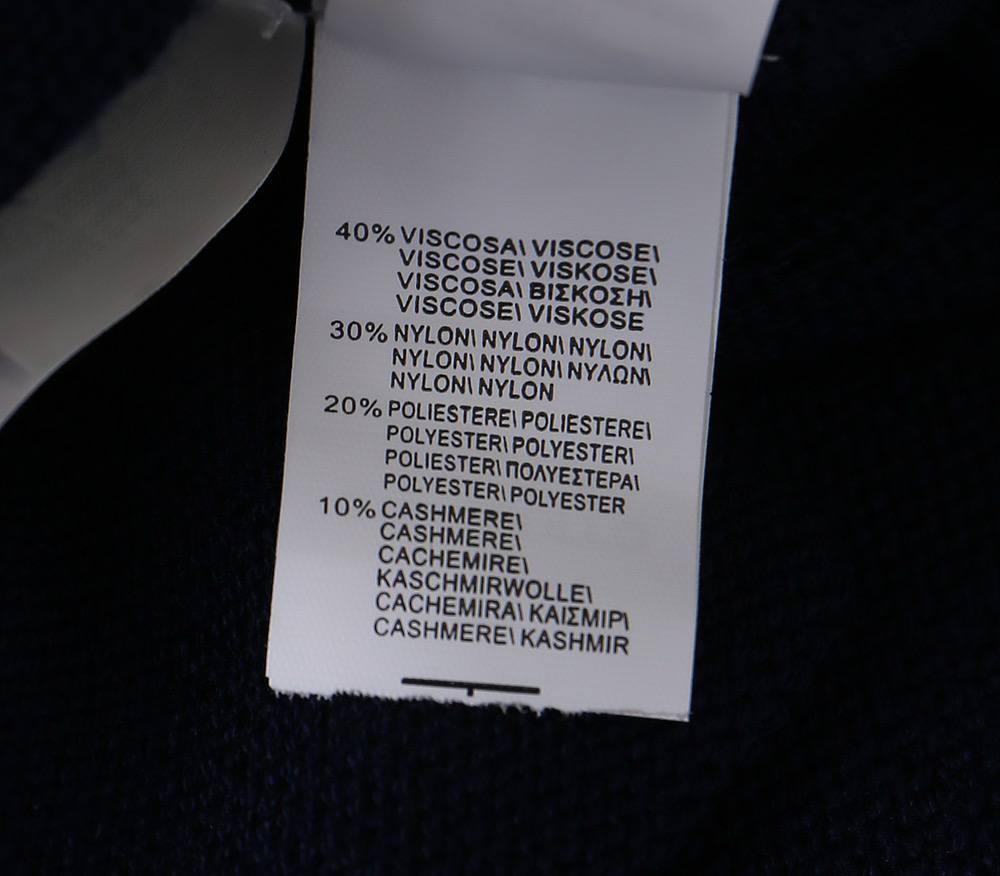 40% VISCOSA\ VISCOSE\
VISCOSE\ VISKOSE\
VISCOSA\ ΒΙΣΚΟΣΗ\
VISCOSE\ VISKOSE
30% NYLON\ NYLON\ NYLON\
NYLON\ NYLON\ ΝΥΛΩΝ\
NYLON\ NYLON
20% POLIESTERE\ POLIESTERE\
POLYESTER\ POLYESTER\
POLIESTER\ ΠΟΛΥΕΣΤΕΡΑ\
POLYESTER\ POLYESTER
10% CASHMERE\
CASHMERE\
CACHEMIRE\
KASCHMIRWOLLE\
CACHEMIRA\ ΚΑΙΣΜΙΡ\
CASHMERE\ KASHMIR